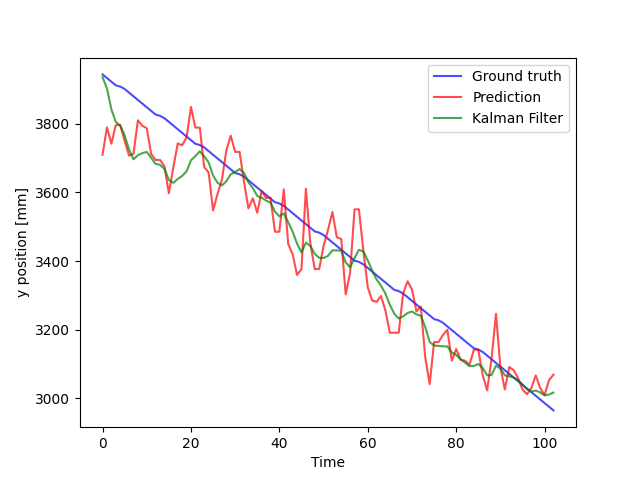 Ground truth
Prediction
Kalman Filter
3800
3600
3400
3200
3000
y position [mm]
0 20 40 60 80 100
Time